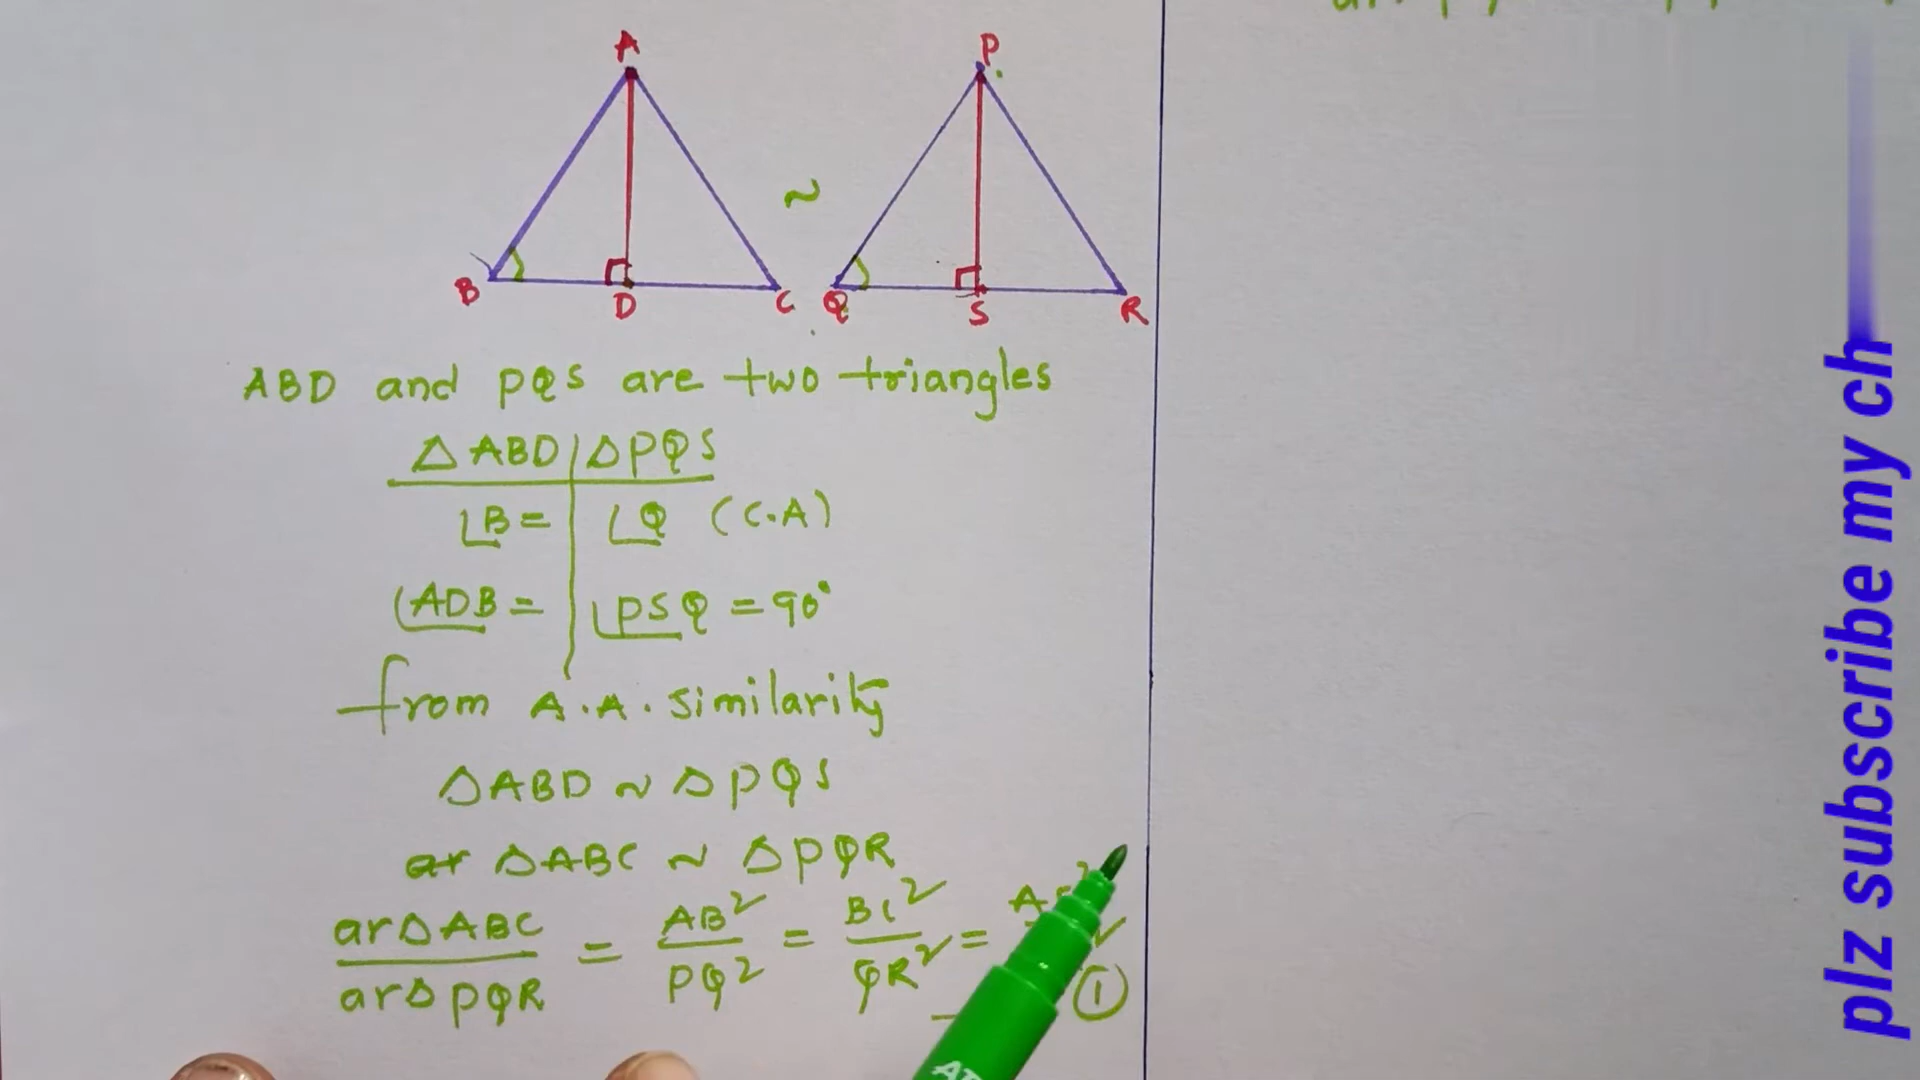 A P
~
B D C Q S R
ABD and PQS are two triangles
△ABD | △PQS
∠B = | ∠Q (C.A)
∠ADB = | ∠PSQ = 90°
from A.A. similarity
△ABD ~ △PQS
△ABC ~ △PQR
ar△ABC / ar△PQR = AB² / PQ² = BC² / QR² =
①
plz subscribe my ch